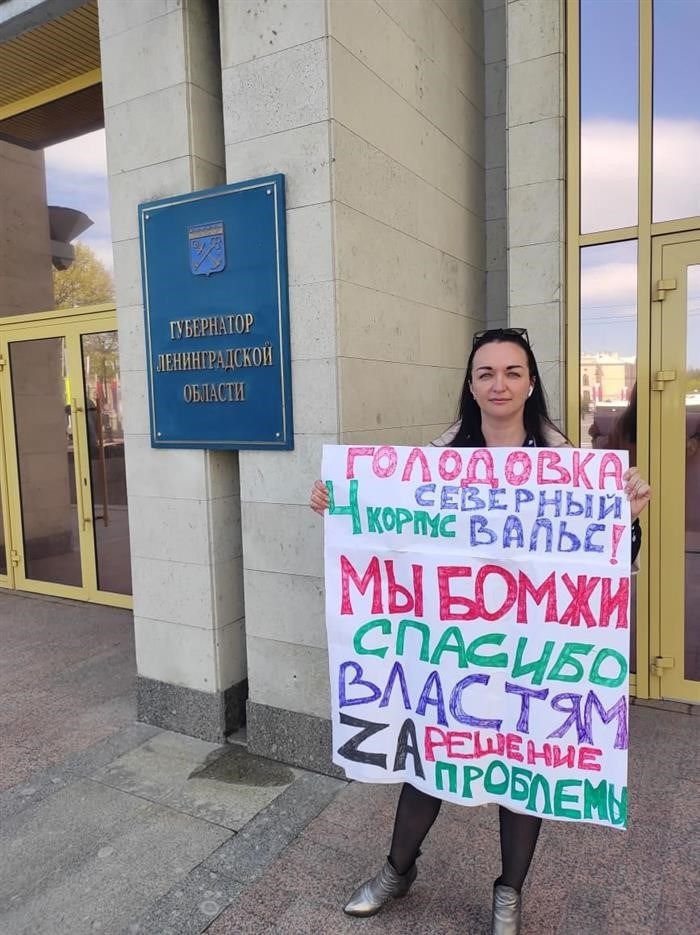 ГУБЕРНАТОР
ЛЕНИНГРАДСКОЙ
ОБЛАСТИ
ГОЛОДОВКА
СЕВЕРНЫЙ
4 КОРПУС ВАЛЬС!
МЫ БОМЖИ
СПАСИБО
ВЛАСТЯМ
ZA РЕШЕНИЕ
ПРОБЛЕМЫ